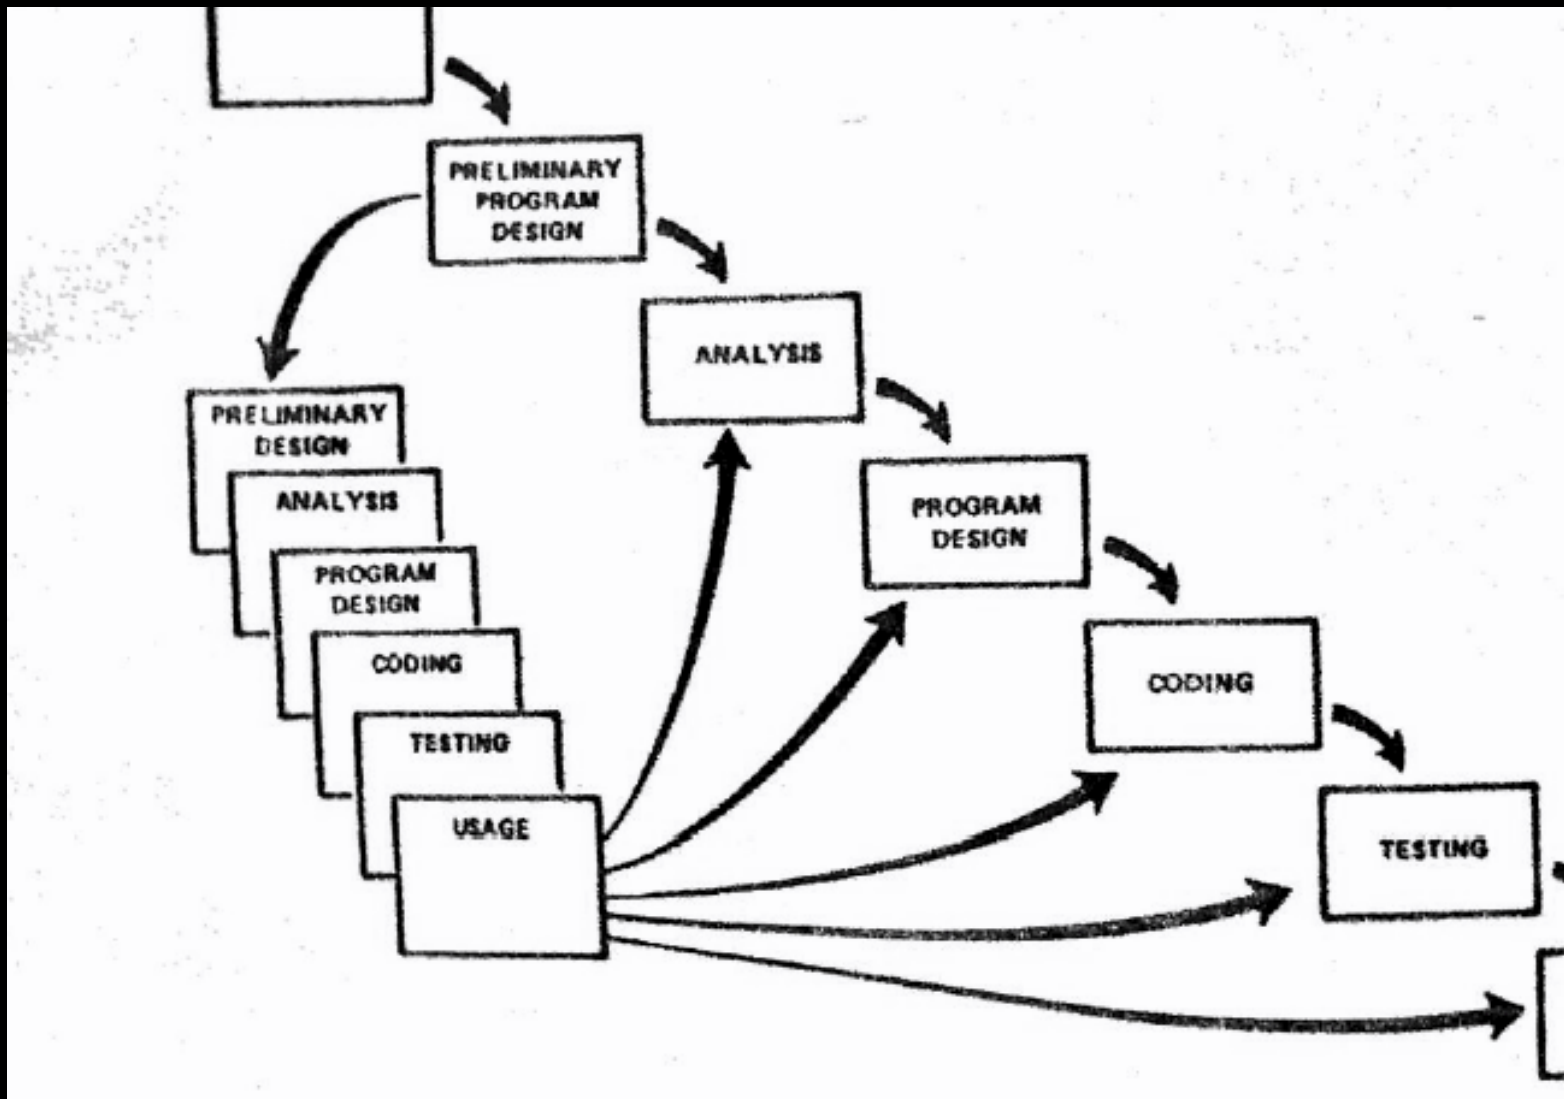 PRELIMINARY
PROGRAM
DESIGN
ANALYSIS
PROGRAM
DESIGN
CODING
TESTING
PRELIMINARY
DESIGN
ANALYSIS
PROGRAM
DESIGN
CODING
TESTING
USAGE